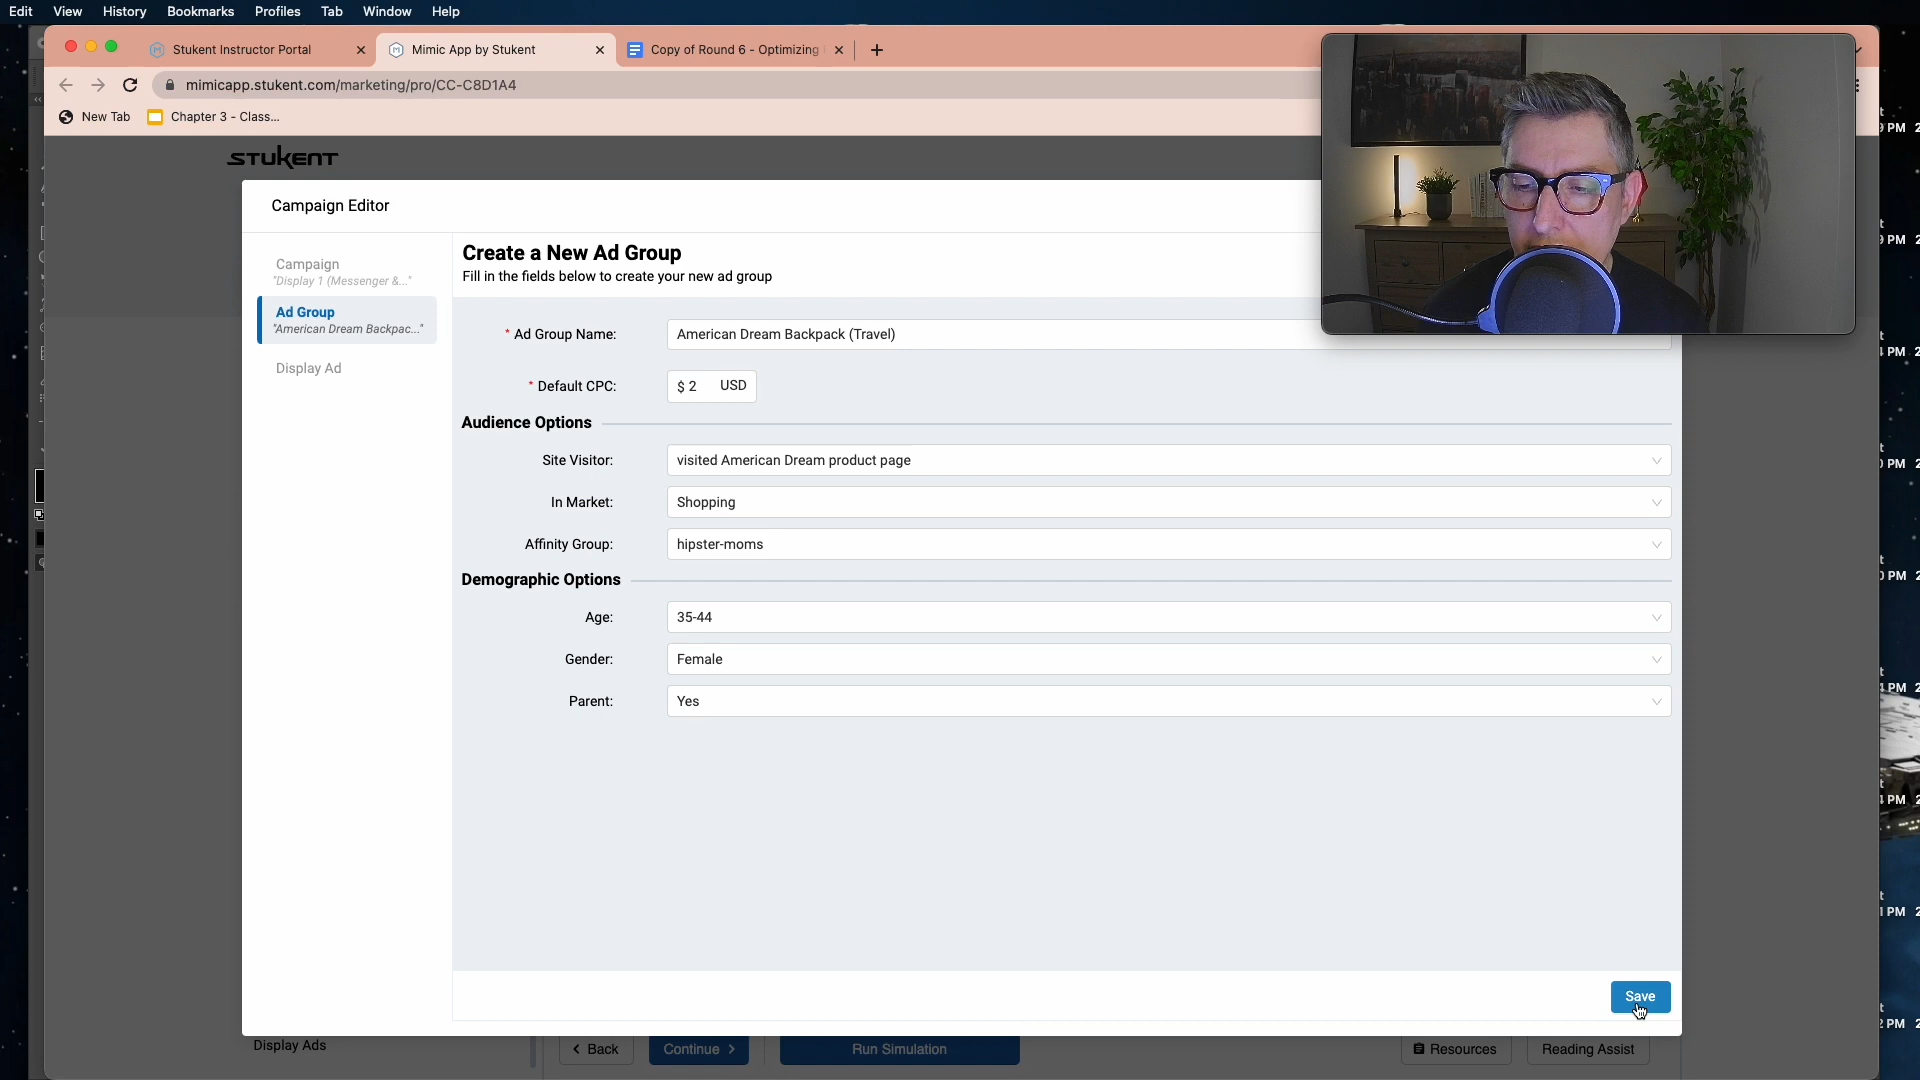 Edit View History Bookmarks Profiles Tab Window Help
Stukent Instructor Portal
Mimic App by Stukent
Copy of Round 6 - Optimizing
mimicapp.stukent.com/marketing/pro/CC-C8D1A4
New Tab
Chapter 3 - Class...
STUKENT
Campaign Editor
Campaign
"Display 1 (Messenger &..."
Ad Group
"American Dream Backpac..."
Display Ad
Create a New Ad Group
Fill in the fields below to create your new ad group
* Ad Group Name: American Dream Backpack (Travel)
* Default CPC: $ 2 USD
Audience Options
Site Visitor: visited American Dream product page
In Market: Shopping
Affinity Group: hipster-moms
Demographic Options
Age: 35-44
Gender: Female
Parent: Yes
Save
Display Ads
< Back
Continue >
Run Simulation
Resources
Reading Assist